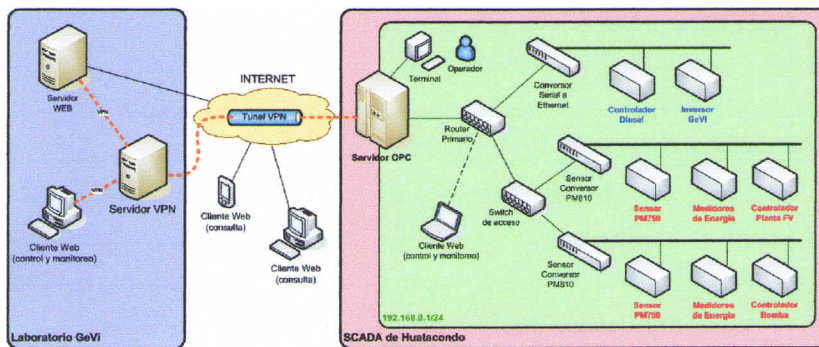 Servidor
WEB
VPN
VPN
Servidor VPN
Cliente Web
(control y monitoreo)
Laboratorio GeVi
INTERNET
Tunel VPN
Cliente Web
(consulta)
Cliente Web
(consulta)
Terminal
Operador
Servidor OPC
Router
Primario
Conversor
Serial a
Ethernet
Controlador
Diesel
Inversor
GeVI
Cliente Web
(control y monitoreo)
Switch
de acceso
Sensor
Conversor
PM810
Sensor
PM750
Medidores
de Energía
Controlador
Planta FV
Sensor
Conversor
PM810
Sensor
PM750
Medidores
de Energía
Controlador
Bomba
192.168.0.1/24
SCADA de Huatacondo